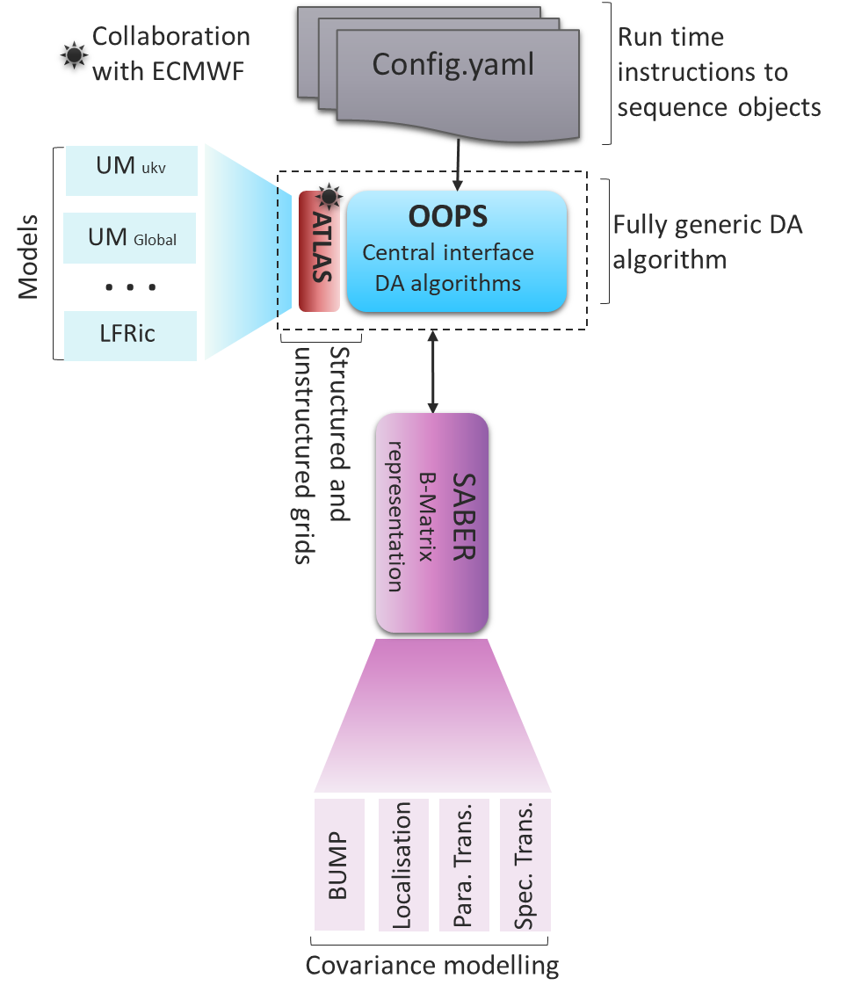 Collaboration
with ECMWF
Config.yaml
Run time
instructions to
sequence objects
Models
UM ukv
UM Global
...
LFRic
ATLAS
OOPS
Central interface
DA algorithms
Fully generic DA
algorithm
Structured and
unstructured grids
SABER
B-Matrix
representation
BUMP
Localisation
Para. Trans.
Spec. Trans.
Covariance modelling